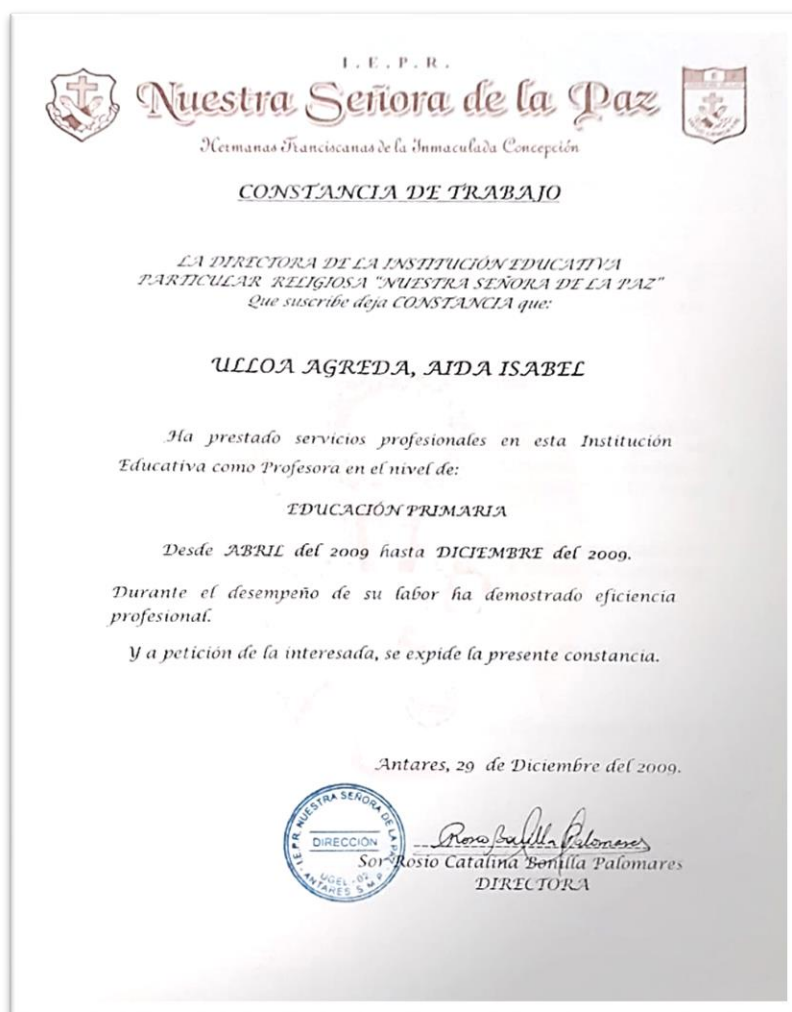 I.E.P.R.
Nuestra Señora de la Paz
Hermanas Franciscanas de la Inmaculada Concepción
CONSTANCIA DE TRABAJO
LA DIRECTORA DE LA INSTITUCIÓN EDUCATIVA
PARTICULAR RELIGIOSA "NUESTRA SEÑORA DE LA PAZ"
Que suscribe deja CONSTANCIA que:
ULLOA AGREDA, AIDA ISABEL
Ha prestado servicios profesionales en esta Institución
Educativa como Profesora en el nivel de:
EDUCACIÓN PRIMARIA
Desde ABRIL del 2009 hasta DICIEMBRE del 2009.
Durante el desempeño de su labor ha demostrado eficiencia
profesional.
Y a petición de la interesada, se expide la presente constancia.
Antares, 29 de Diciembre del 2009.
I.E.P.R. NUESTRA SEÑORA DE LA PAZ
DIRECCIÓN
UGEL-02
ANTARES S M P
Rosio Bonilla Palomares
Sor Rosio Catalina Bonilla Palomares
DIRECTORA